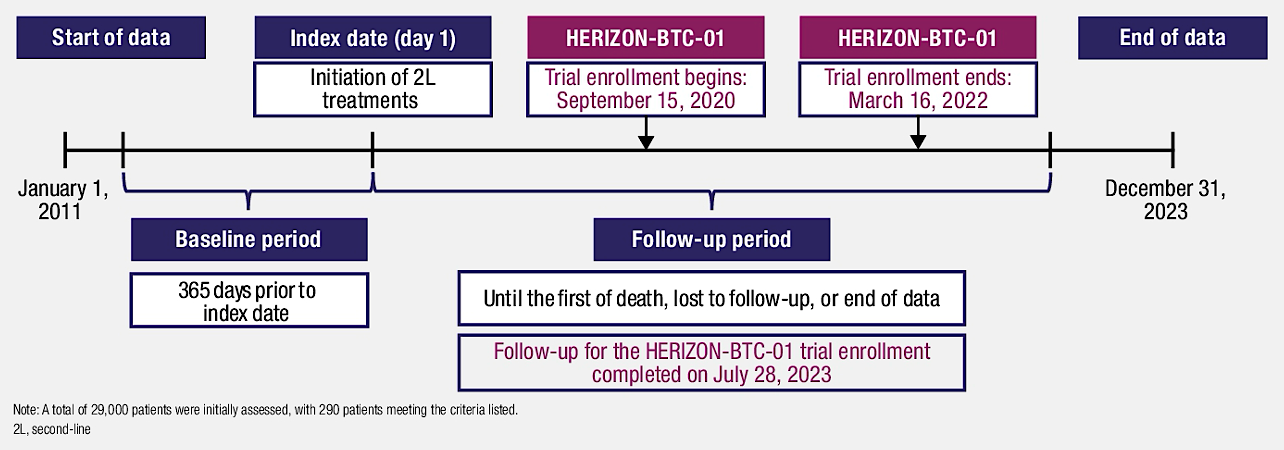 Start of data
Index date (day 1)
Initiation of 2L
treatments
HERIZON-BTC-01
Trial enrollment begins:
September 15, 2020
HERIZON-BTC-01
Trial enrollment ends:
March 16, 2022
End of data
January 1,
2011
December 31,
2023
Baseline period
365 days prior to
index date
Follow-up period
Until the first of death, lost to follow-up, or end of data
Follow-up for the HERIZON-BTC-01 trial enrollment
completed on July 28, 2023
Note: A total of 29,000 patients were initially assessed, with 290 patients meeting the criteria listed.
2L, second-line